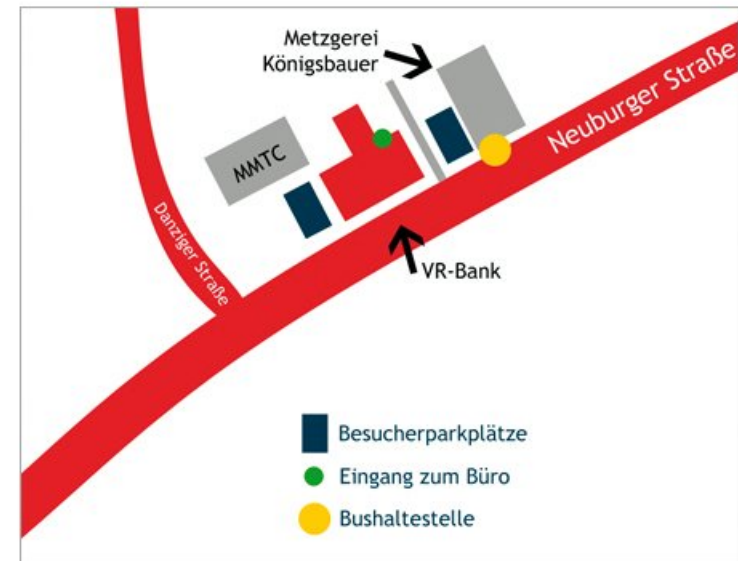 Metzgerei
Königsbauer
Neuburger Straße
MMTC
Danziger Straße
VR-Bank
Besucherparkplätze
Eingang zum Büro
Bushaltestelle